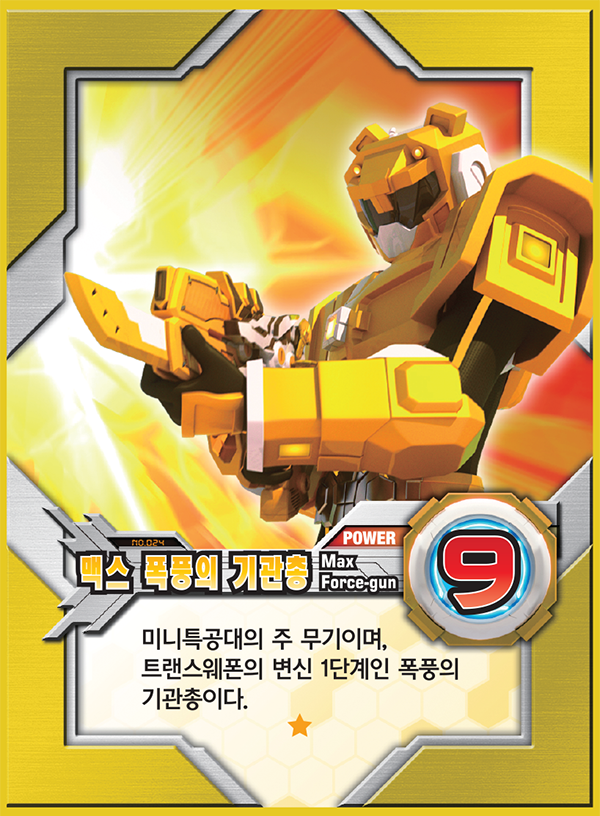 NO.024
POWER
맥스 폭풍의 기관총
Max
Force-gun
9
미니특공대의 주 무기이며,
트랜스웨폰의 변신 1단계인 폭풍의
기관총이다.